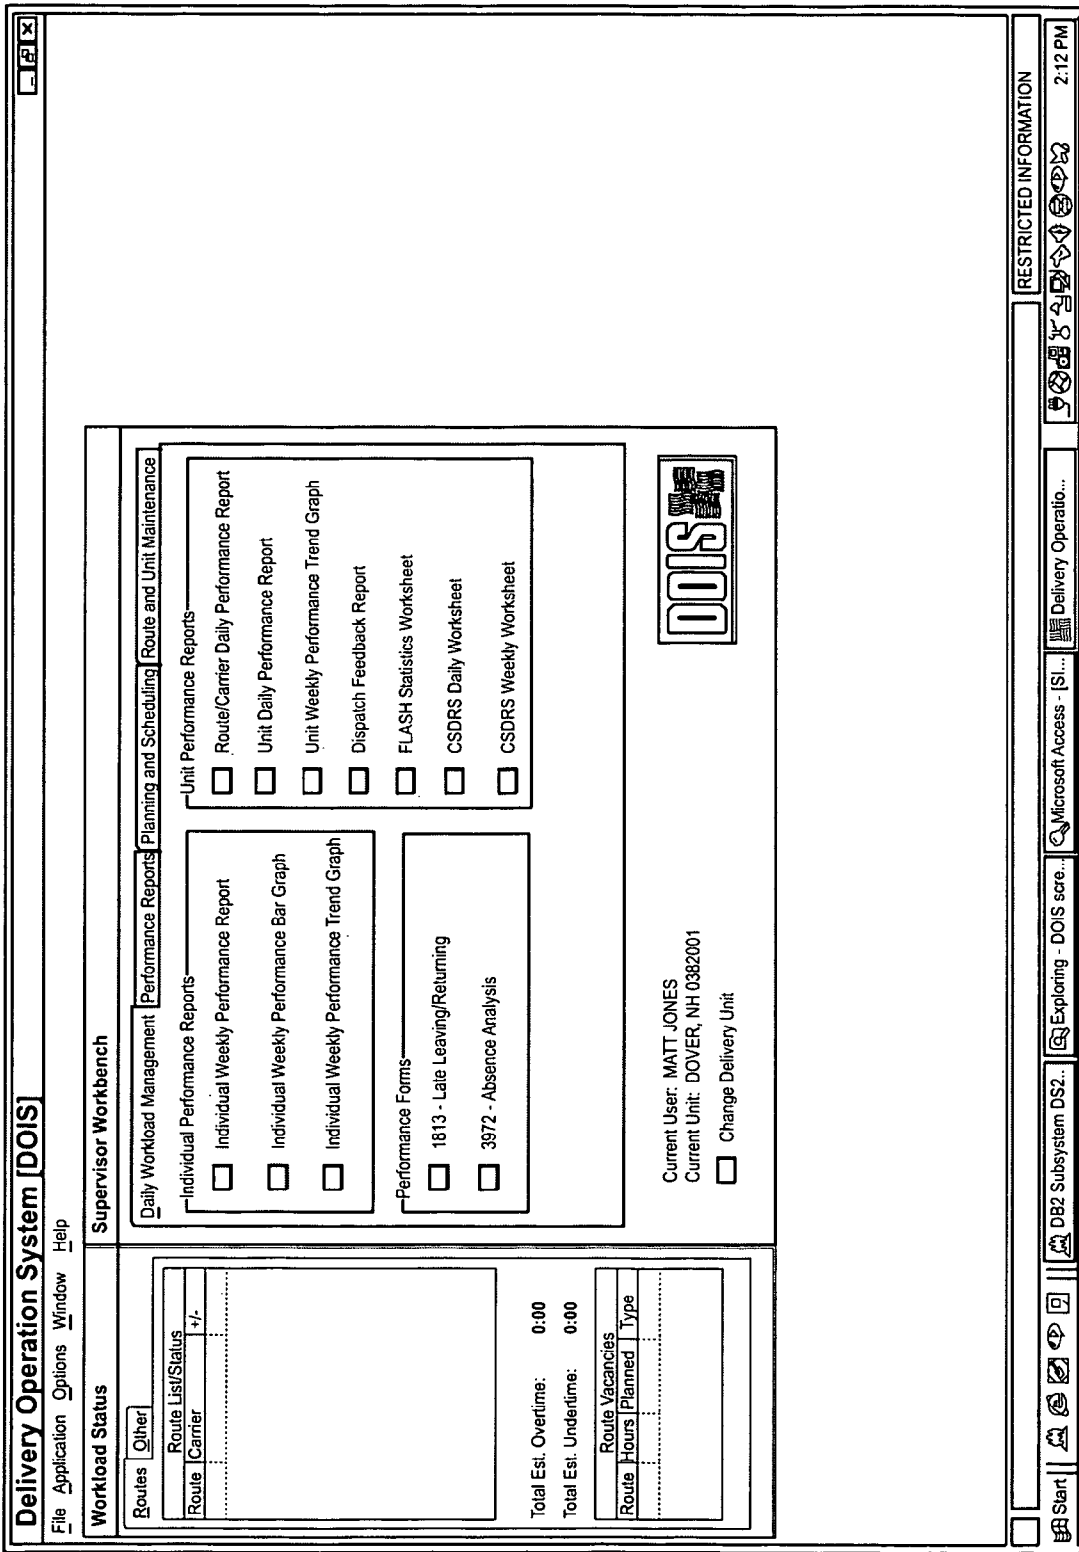 Delivery Operation System [DOIS]
File Application Options Window Help
Workload Status
Routes Other
Route List/Status
Route Carrier +/-
Total Est. Overtime: 0:00
Total Est. Undertime: 0:00
Route Vacancies
Route Hours Planned Type
Supervisor Workbench
Daily Workload Management Performance Reports Planning and Scheduling Route and Unit Maintenance
Individual Performance Reports
Individual Weekly Performance Report
Individual Weekly Performance Bar Graph
Individual Weekly Performance Trend Graph
Performance Forms
1813 - Late Leaving/Returning
3972 - Absence Analysis
Unit Performance Reports
Route/Carrier Daily Performance Report
Unit Daily Performance Report
Unit Weekly Performance Trend Graph
Dispatch Feedback Report
FLASH Statistics Worksheet
CSDRS Daily Worksheet
CSDRS Weekly Worksheet
Current User: MATT JONES
Current Unit: DOVER, NH 0382001
Change Delivery Unit
DOIS
RESTRICTED INFORMATION
Start DB2 Subsystem DS2.. Exploring - DOIS scre... Microsoft Access - [SI... Delivery Operatio... 2:12 PM